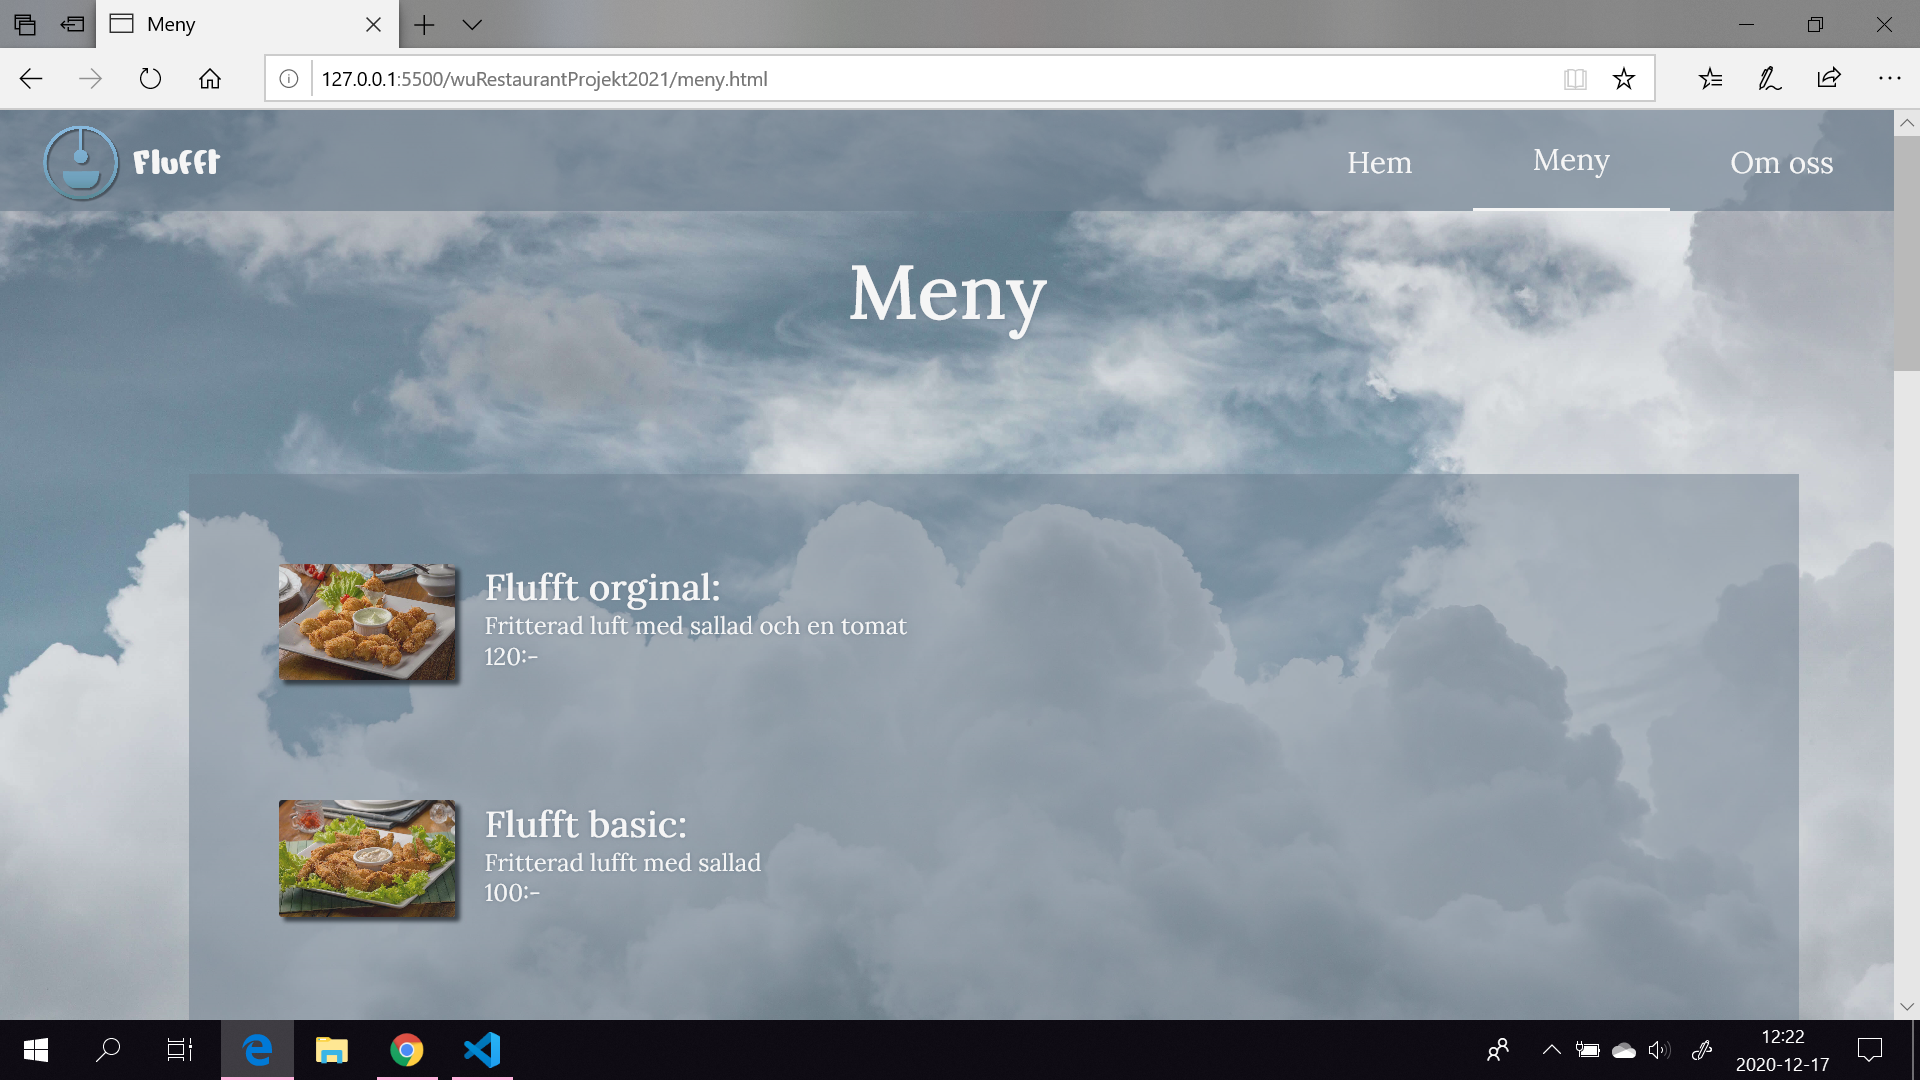 Meny
127.0.0.1:5500/wuRestaurantProjekt2021/meny.html
Flufft
Hem
Meny
Om oss
Meny
Flufft orginal:
Fritterad luft med sallad och en tomat
120:-
Flufft basic:
Fritterad lufft med sallad
100:-
12:22
2020-12-17